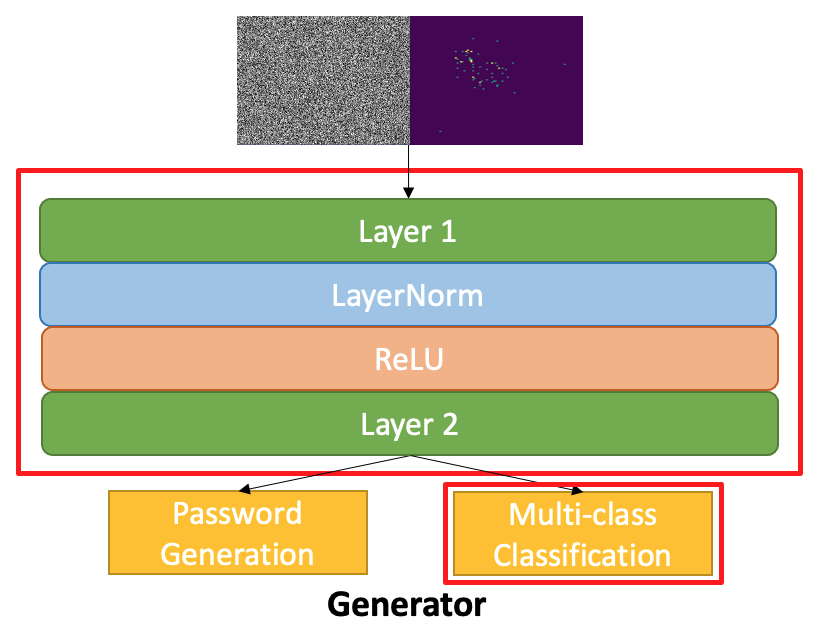 Layer 1
LayerNorm
ReLU
Layer 2
Password
Generation
Multi-class
Classification
Generator